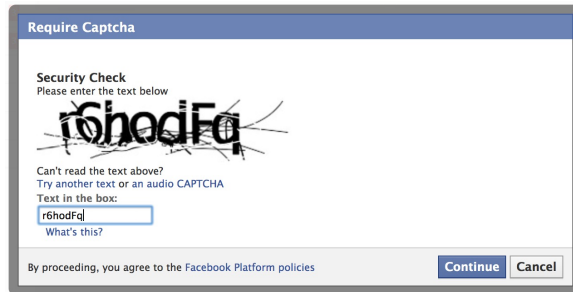 Require Captcha
Security Check
Please enter the text below
r6hodFq
Can't read the text above?
Try another text or an audio CAPTCHA
Text in the box:
r6hodFq
What's this?
By proceeding, you agree to the Facebook Platform policies
Continue Cancel